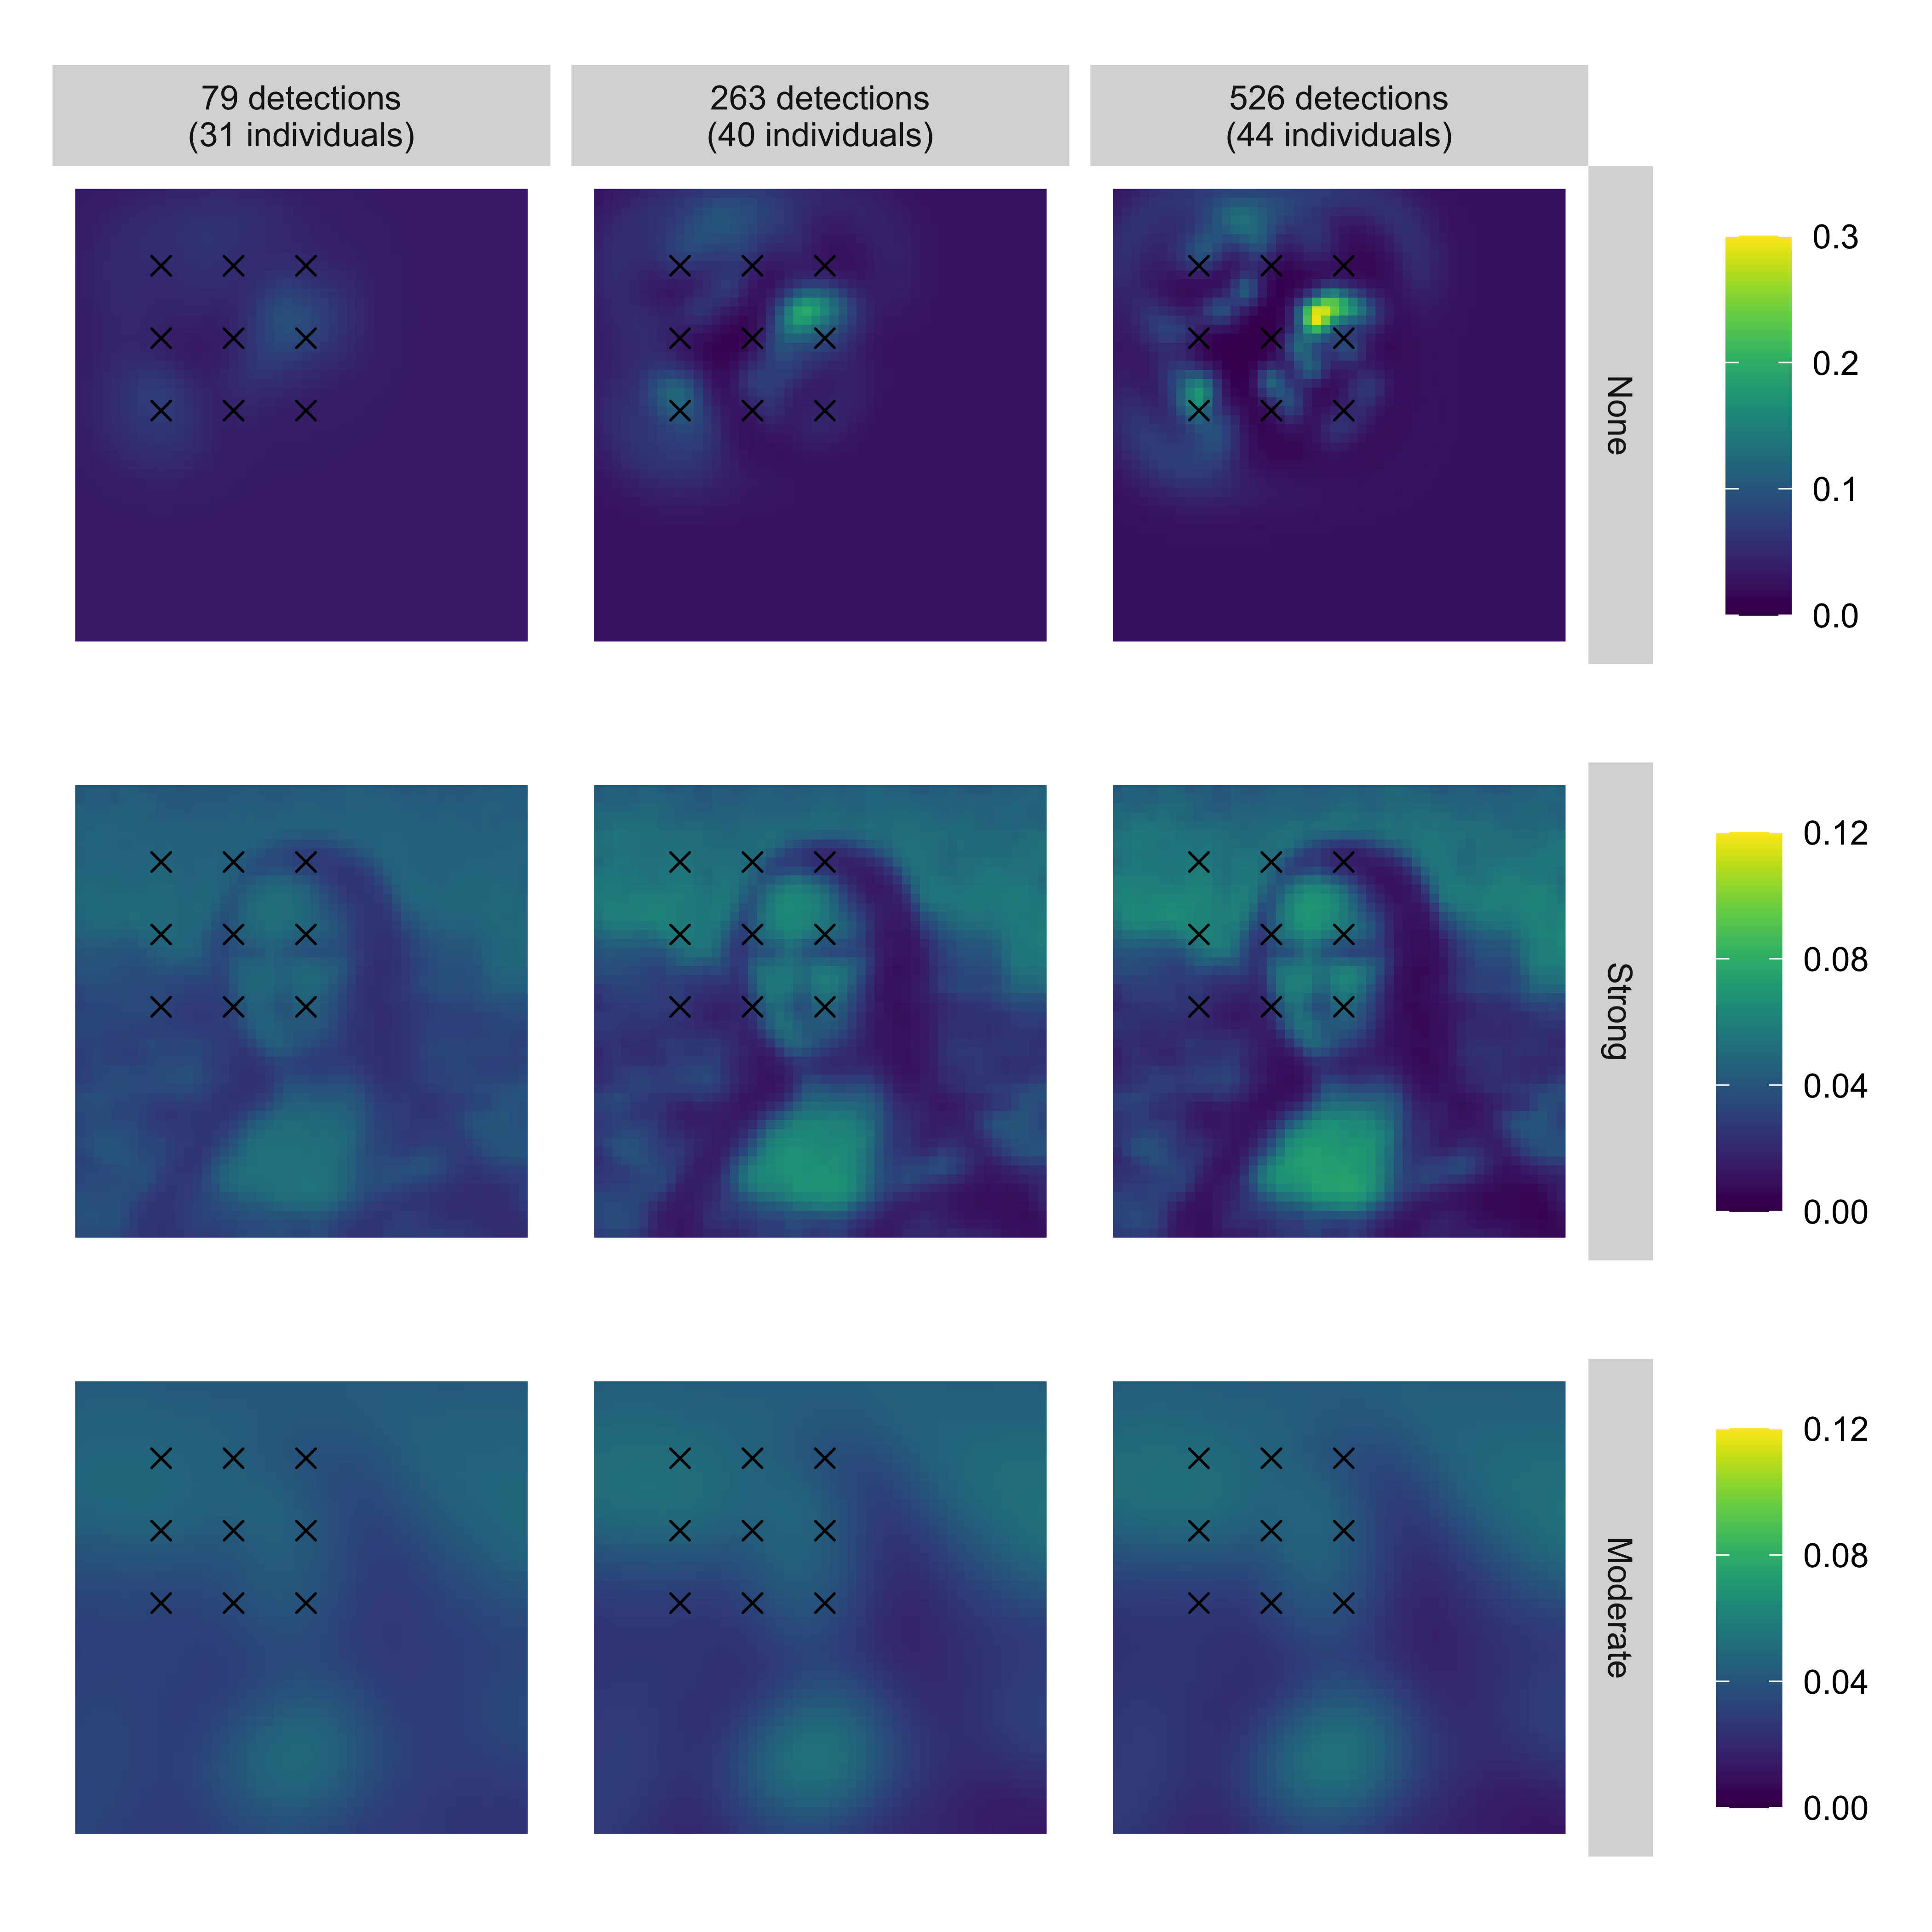 79 detections
(31 individuals)
263 detections
(40 individuals)
526 detections
(44 individuals)
None
0.3
0.2
0.1
0.0
Strong
0.12
0.08
0.04
0.00
Moderate
0.12
0.08
0.04
0.00